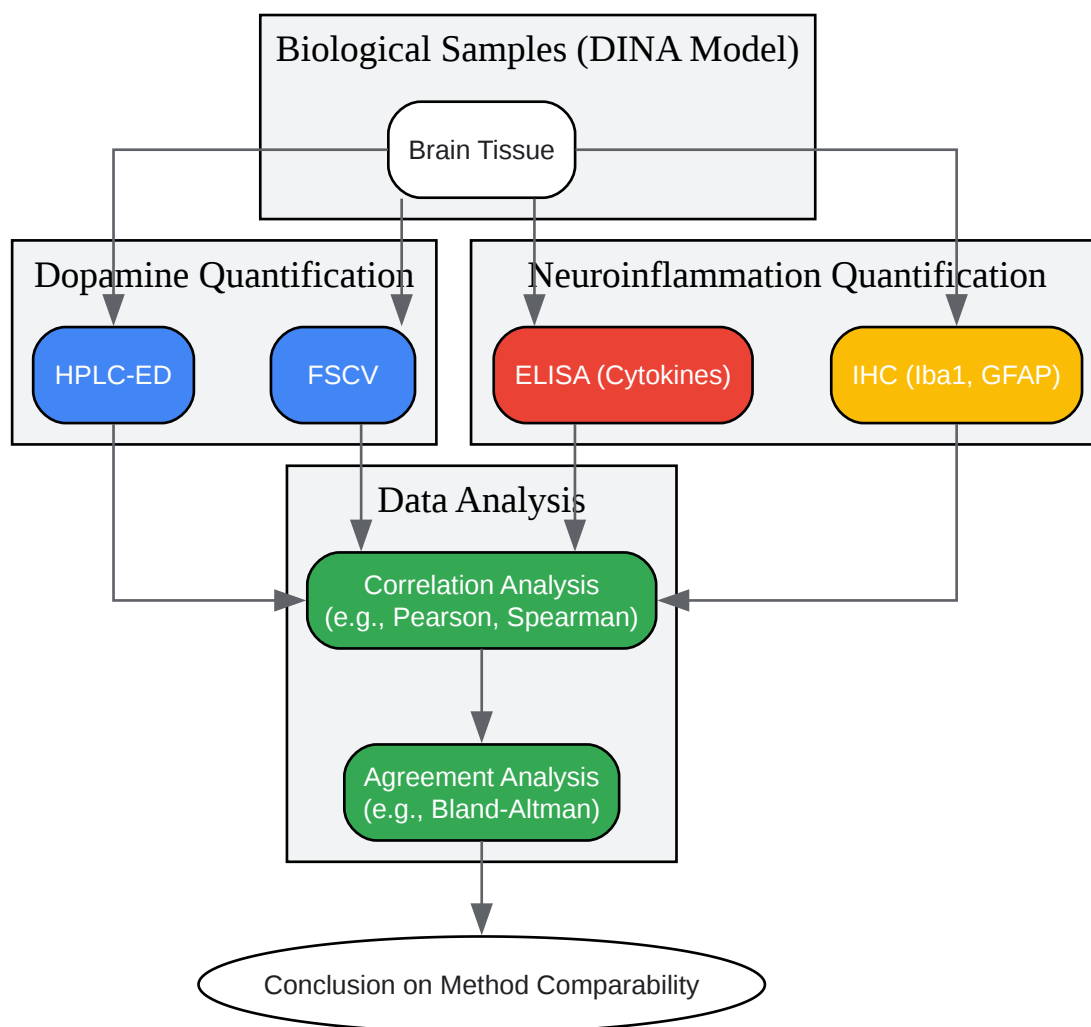 Biological Samples (DINA Model)
Brain Tissue
Dopamine Quantification
Neuroinflammation Quantification
HPLC-ED
FSCV
ELISA (Cytokines)
IHC (Iba1, GFAP)
Data Analysis
Correlation Analysis
(e.g., Pearson, Spearman)
Agreement Analysis
(e.g., Bland-Altman)
Conclusion on Method Comparability